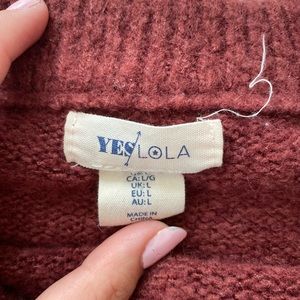 YES LOLA
CA: L/G
UK: L
EU: L
AU: L
MADE IN
CHINA